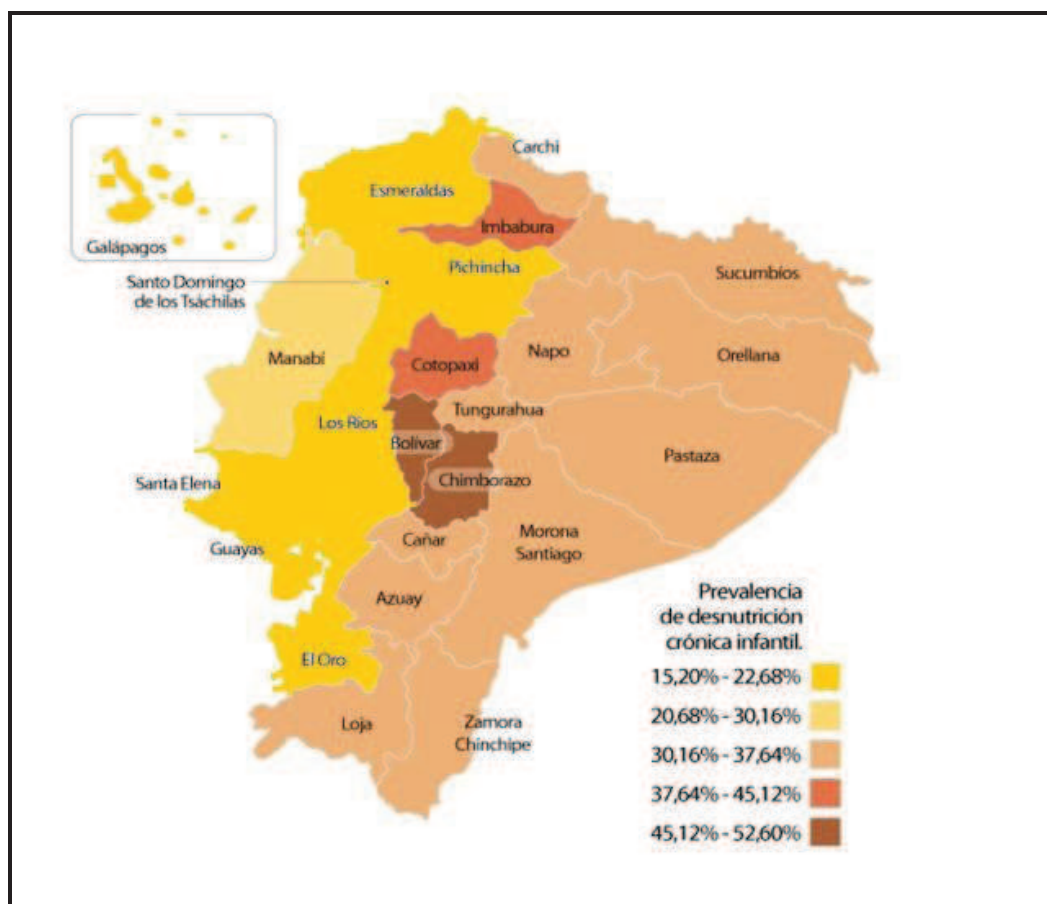 Carchi
Esmeraldas
Imbabura
Galápagos
Pichincha
Sucumbíos
Santo Domingo
de los Tsáchilas
Manabí
Cotopaxi
Napo
Orellana
Los Ríos
Tungurahua
Bolívar
Pastaza
Santa Elena
Chimborazo
Guayas
Cañar
Morona
Santiago
Azuay
El Oro
Loja
Zamora
Chinchipe
Prevalencia
de desnutrición
crónica infantil.
15,20% - 22,68%
20,68% - 30,16%
30,16% - 37,64%
37,64% - 45,12%
45,12% - 52,60%